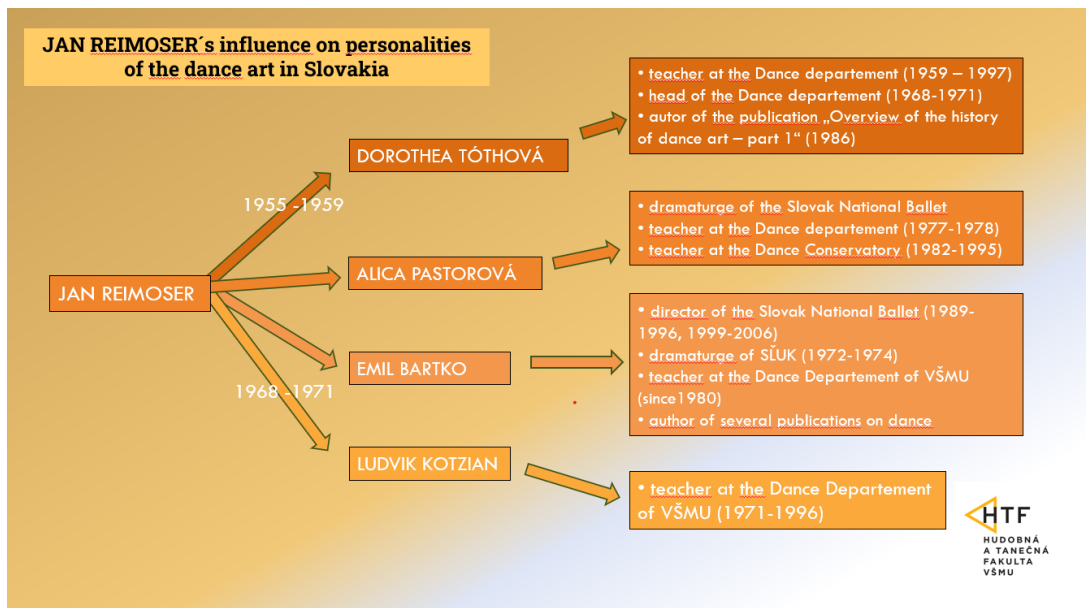 JAN REIMOSER´s influence on personalities
of the dance art in Slovakia
JAN REIMOSER
1955 -1959
1968 -1971
DOROTHEA TÓTHOVÁ
• teacher at the Dance departement (1959 – 1997)
• head of the Dance departement (1968-1971)
• autor of the publication „Overview of the history
of dance art – part 1“ (1986)
ALICA PASTOROVÁ
• dramaturge of the Slovak National Ballet
• teacher at the Dance departement (1977-1978)
• teacher at the Dance Conservatory (1982-1995)
EMIL BARTKO
• director of the Slovak National Ballet (1989-
1996, 1999-2006)
• dramaturge of SĽUK (1972-1974)
• teacher at the Dance Department of VŠMU
(since1980)
• author of several publications on dance
LUDVIK KOTZIAN
• teacher at the Dance Departement
of VŠMU (1971-1996)
HTF
HUDOBNÁ
A TANEČNÁ
FAKULTA
VŠMU